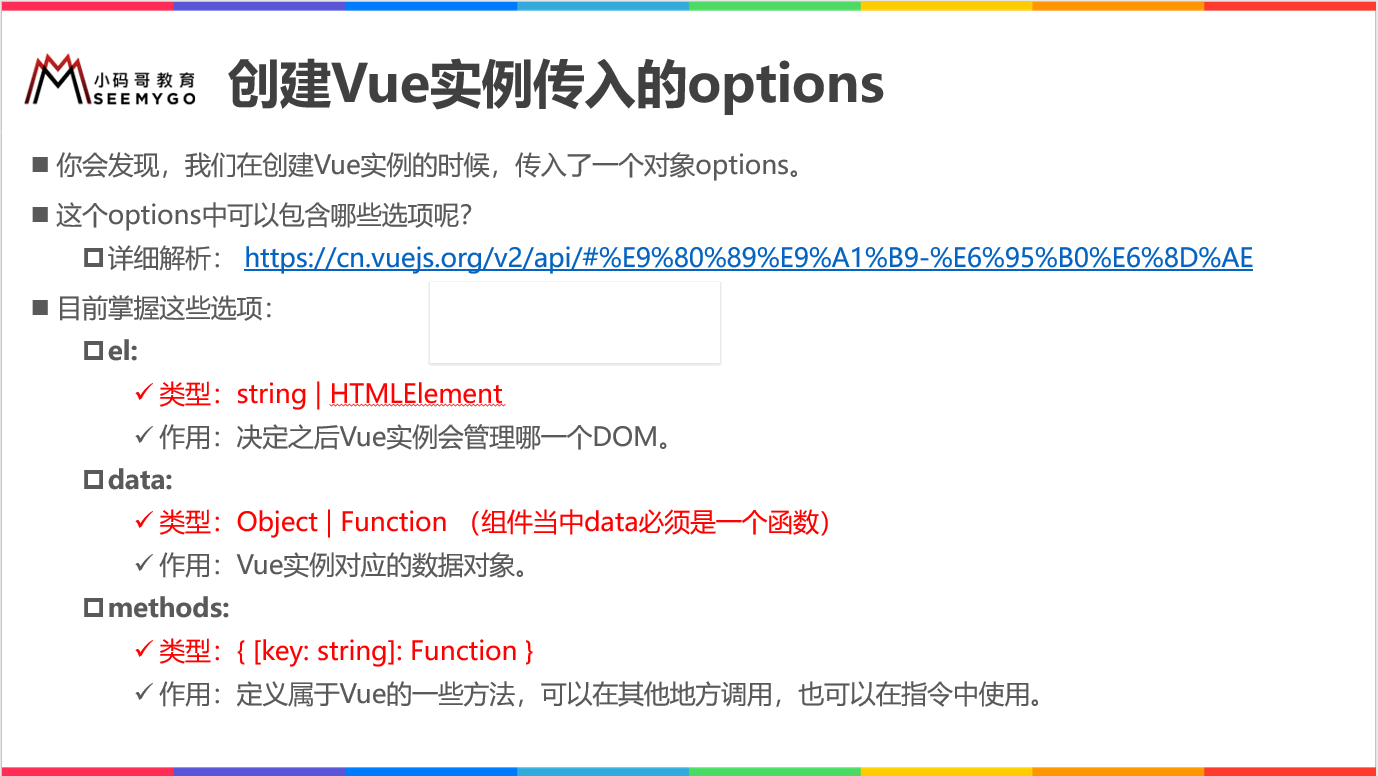 小码哥教育
SEEMYGO
创建Vue实例传入的options
你会发现，我们在创建Vue实例的时候，传入了一个对象options。
这个options中可以包含哪些选项呢？
详细解析： https://cn.vuejs.org/v2/api/#%E9%80%89%E9%A1%B9-%E6%95%B0%E6%8D%AE
目前掌握这些选项：
el:
类型：string | HTMLElement
作用：决定之后Vue实例会管理哪一个DOM。
data:
类型：Object | Function （组件当中data必须是一个函数）
作用：Vue实例对应的数据对象。
methods:
类型：{ [key: string]: Function }
作用：定义属于Vue的一些方法，可以在其他地方调用，也可以在指令中使用。